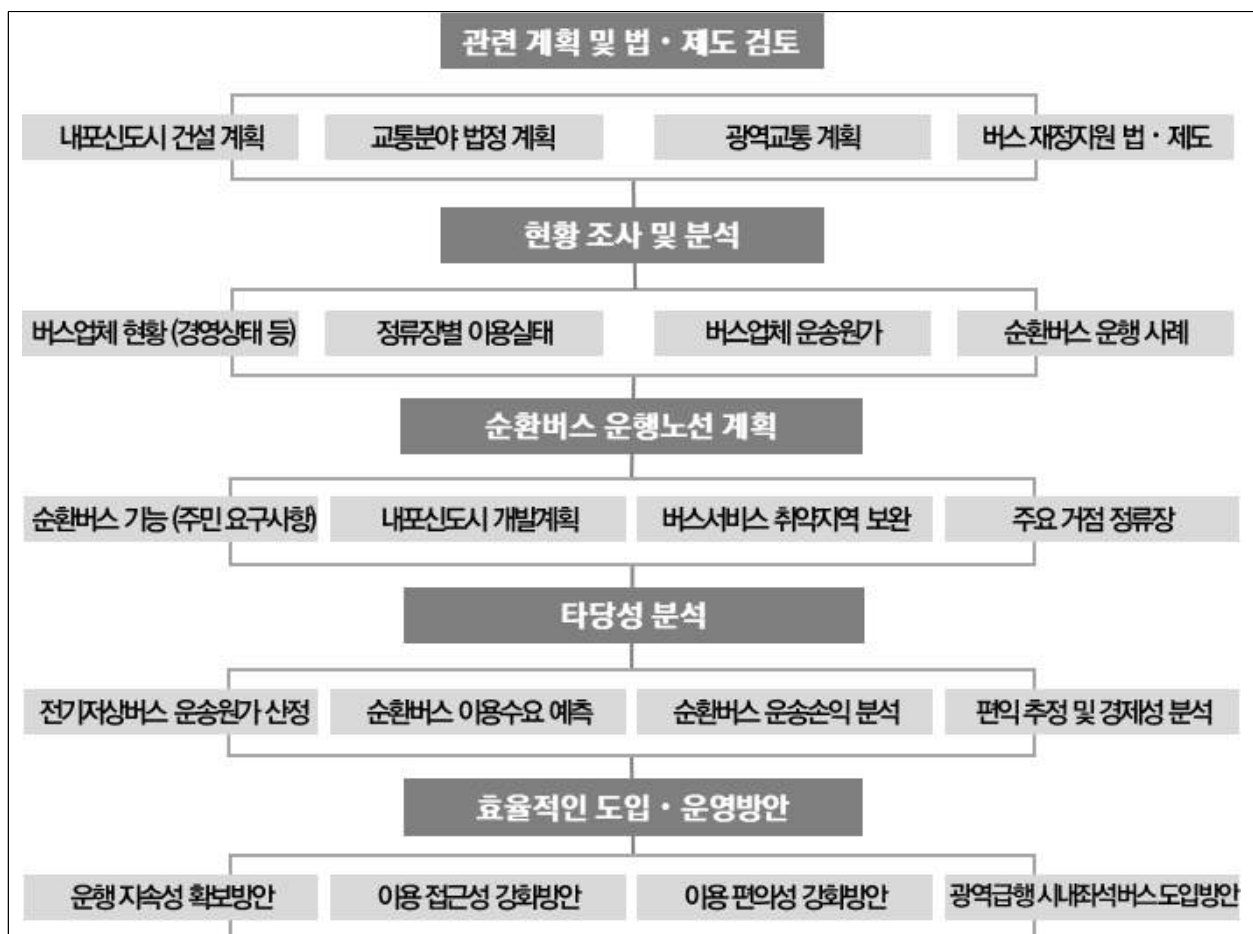 관련 계획 및 법·제도 검토
내포신도시 건설 계획
교통분야 법정 계획
광역교통 계획
버스 재정지원 법·제도
현황 조사 및 분석
버스업체 현황 (경영상태 등)
정류장별 이용실태
버스업체 운송원가
순환버스 운행 사례
순환버스 운행노선 계획
순환버스 기능 (주민 요구사항)
내포신도시 개발계획
버스서비스 취약지역 보완
주요 거점 정류장
타당성 분석
전기저상버스 운송원가 산정
순환버스 이용수요 예측
순환버스 운송손익 분석
편익 추정 및 경제성 분석
효율적인 도입·운영방안
운행 지속성 확보방안
이용 접근성 강화방안
이용 편의성 강화방안
광역급행 시내좌석버스 도입방안